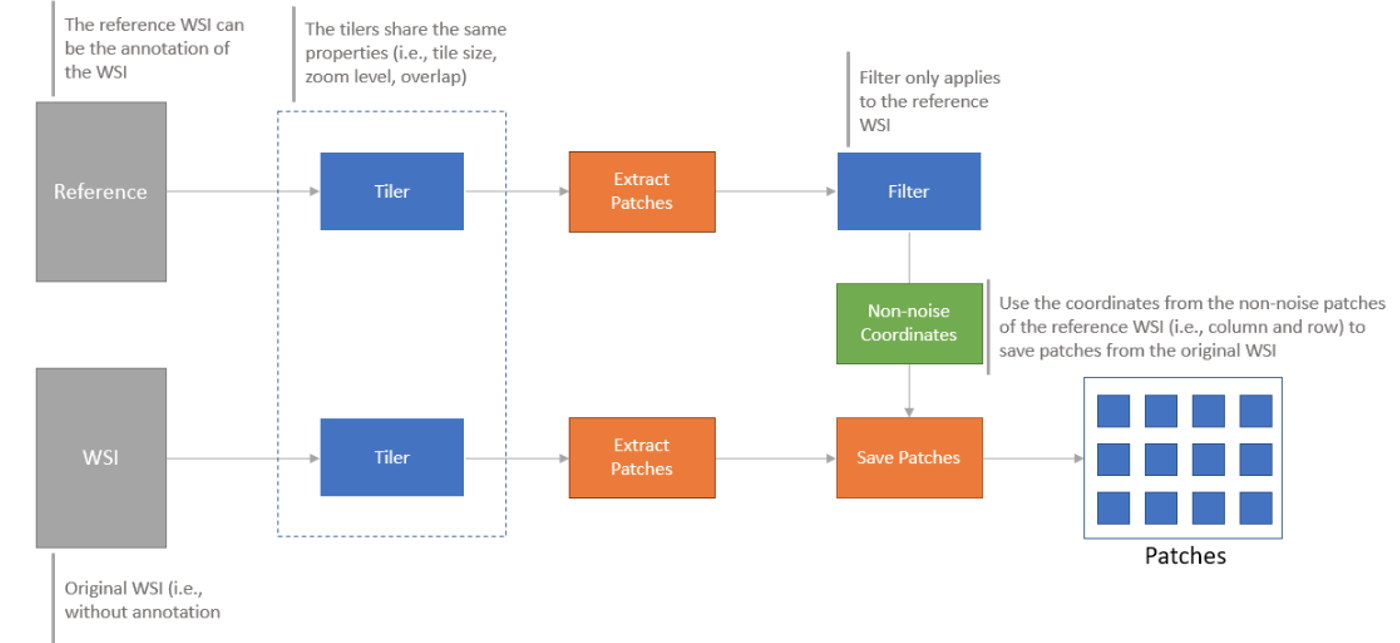 The reference WSI can
be the annotation of
the WSI
The tilers share the same
properties (i.e., tile size,
zoom level, overlap)
Filter only applies
to the reference
WSI
Reference
Tiler
Extract
Patches
Filter
Non-noise
Coordinates
Use the coordinates from the non-noise patches
of the reference WSI (i.e., column and row) to
save patches from the original WSI
WSI
Tiler
Extract
Patches
Save Patches
Patches
Original WSI (i.e.,
without annotation